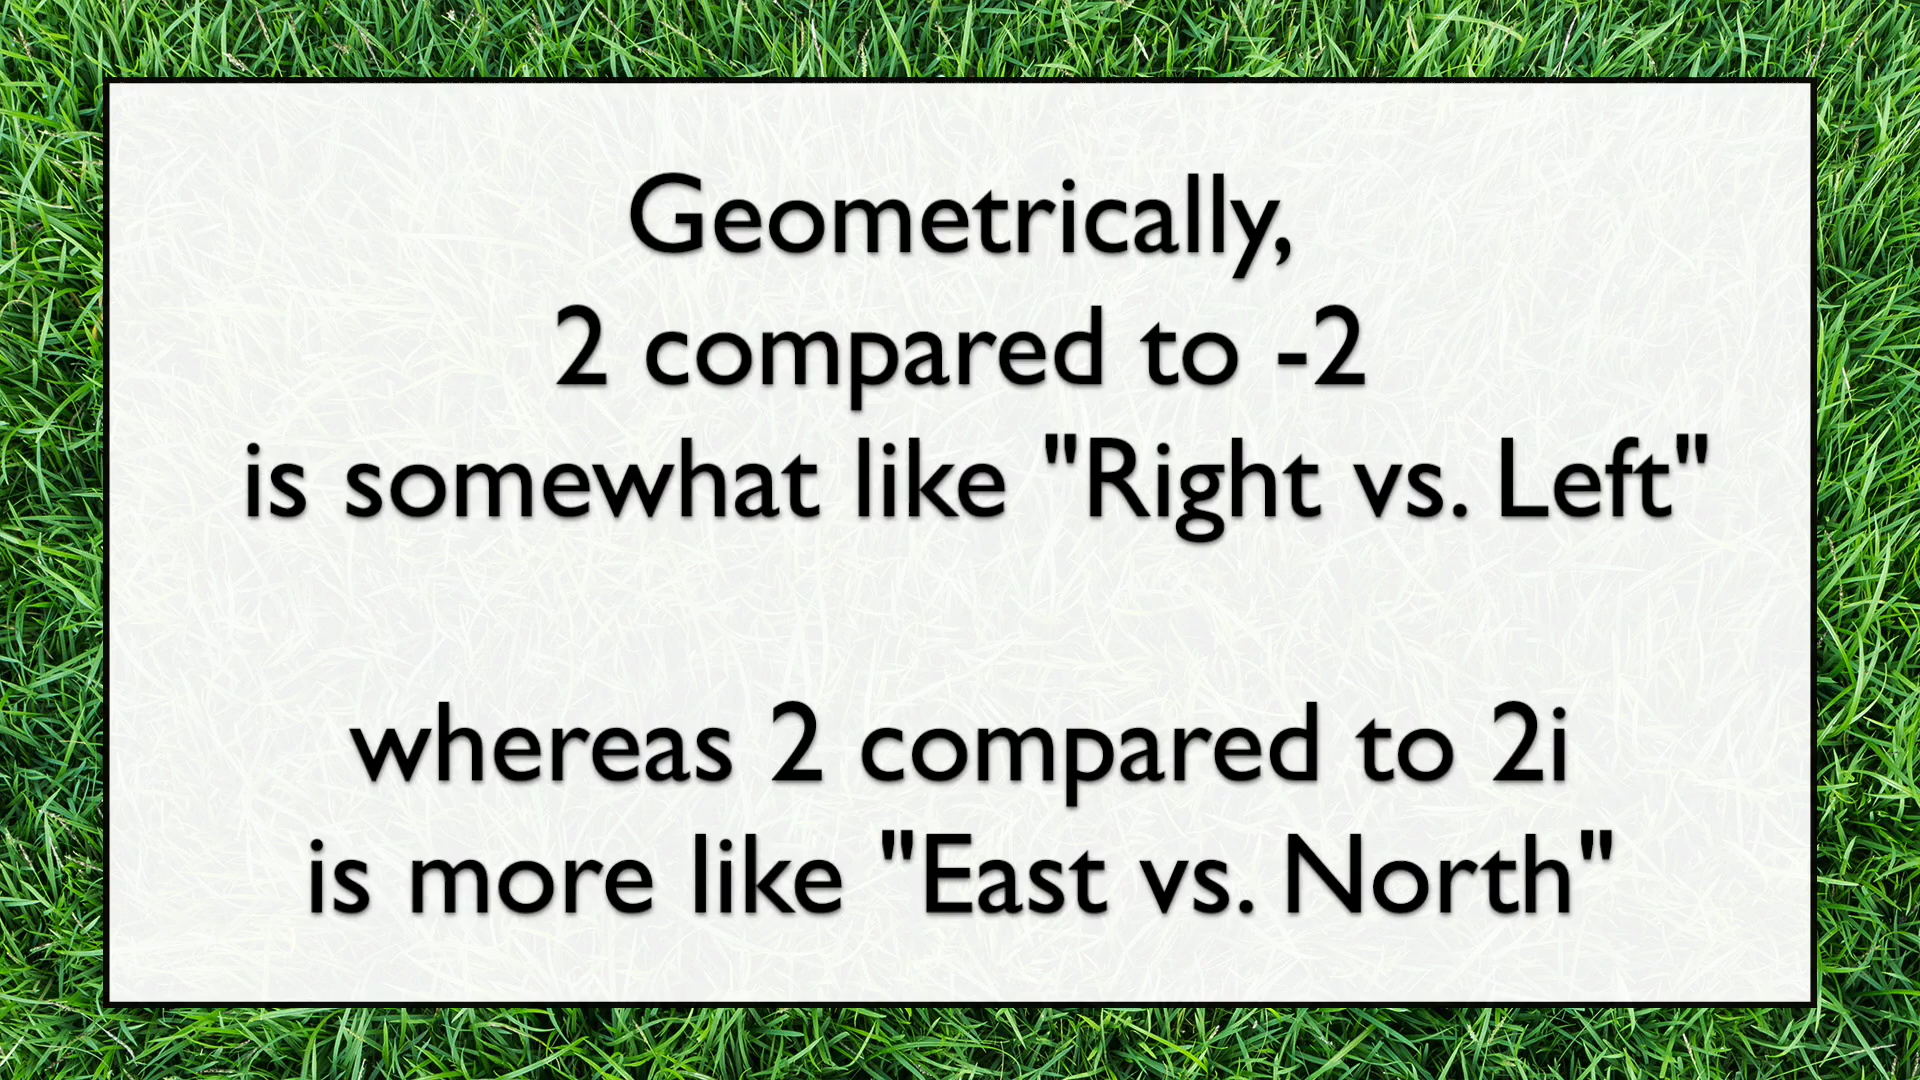 Geometrically,
2 compared to -2
is somewhat like "Right vs. Left"
whereas 2 compared to 2i
is more like "East vs. North"